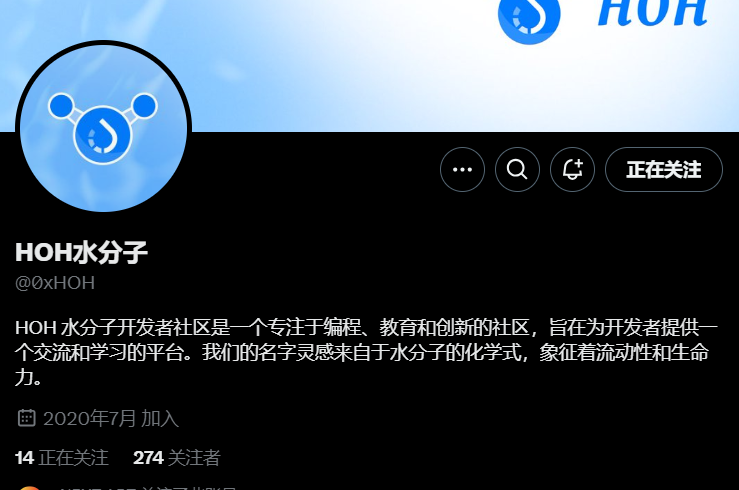 HOH
正在关注
HOH水分子
@0xHOH
HOH 水分子开发者社区是一个专注于编程、教育和创新的社区，旨在为开发者提供一
个交流和学习的平台。我们的名字灵感来自于水分子的化学式，象征着流动性和生命
力。
2020年7月 加入
14 正在关注 274 关注者